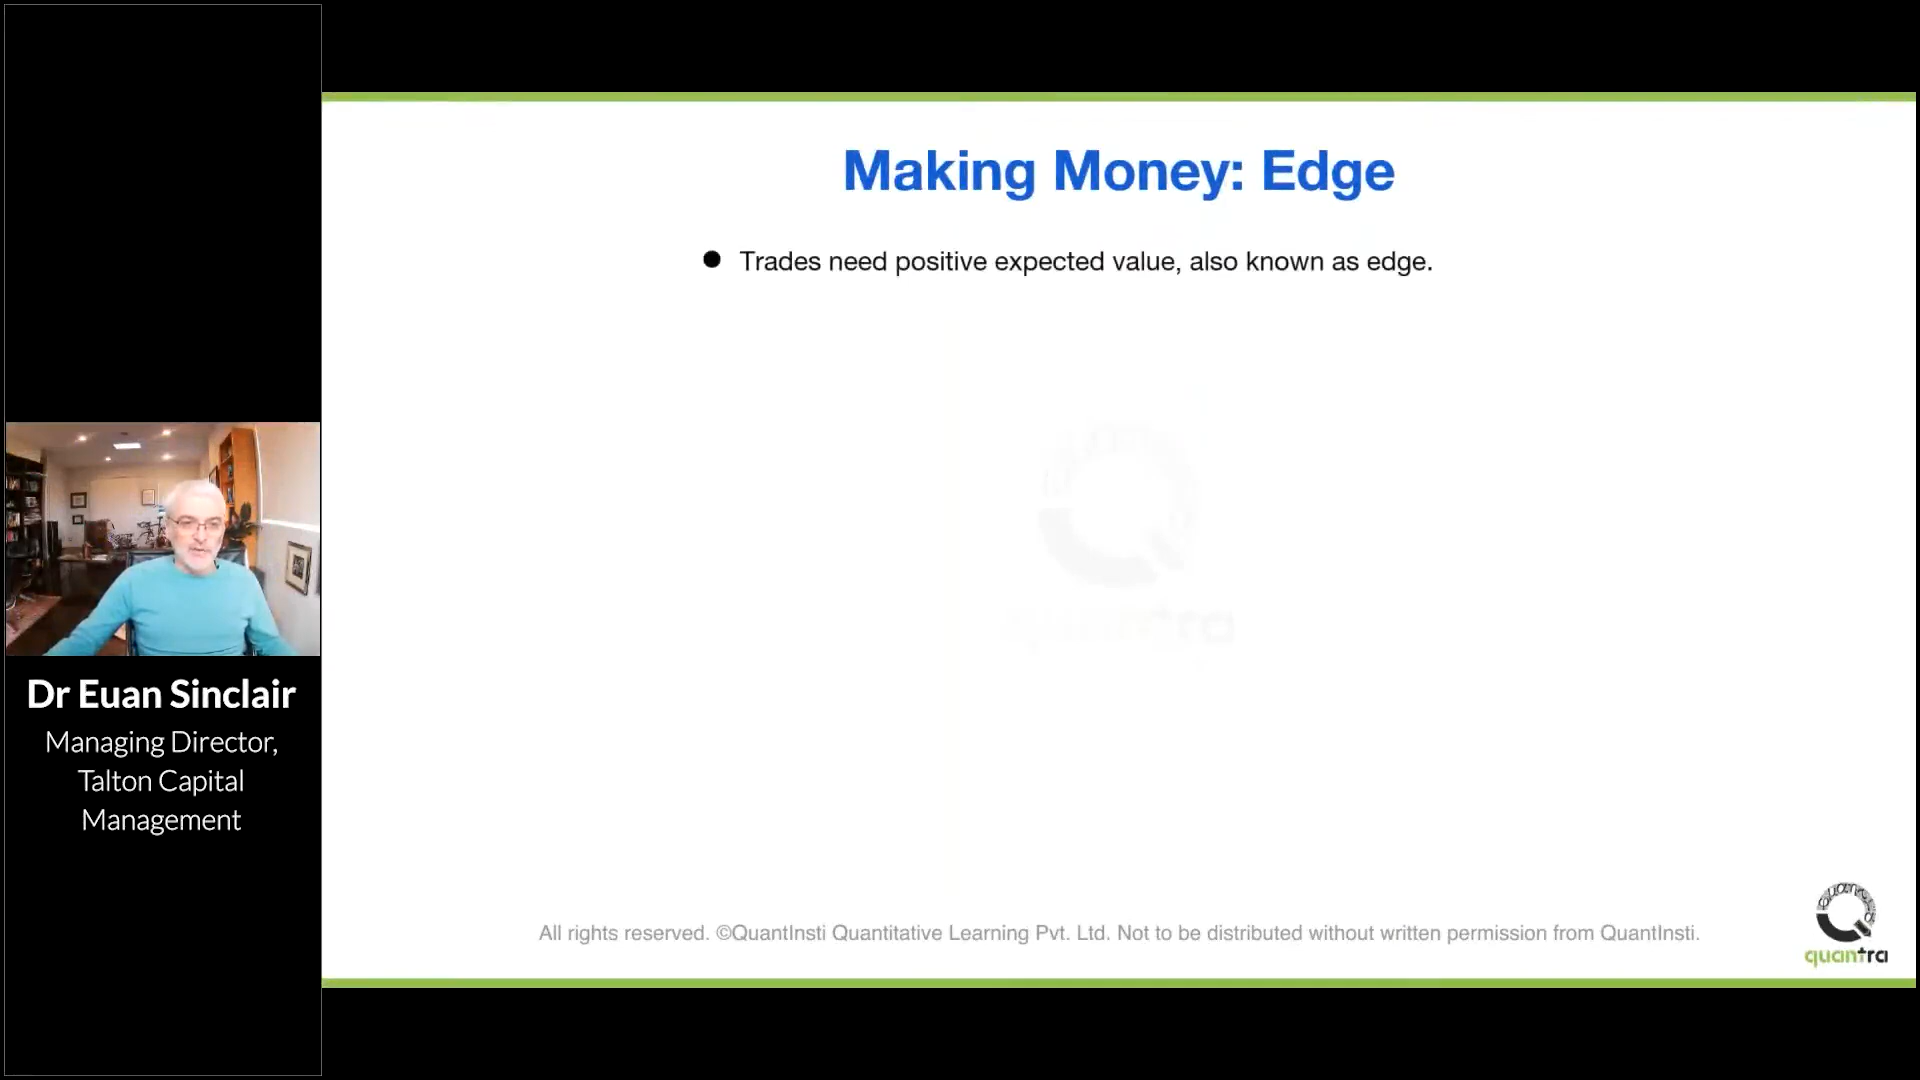 Making Money: Edge
● Trades need positive expected value, also known as edge.
Dr Euan Sinclair
Managing Director,
Talton Capital
Management
All rights reserved. ©QuantInsti Quantitative Learning Pvt. Ltd. Not to be distributed without written permission from QuantInsti.
quantra
quantra